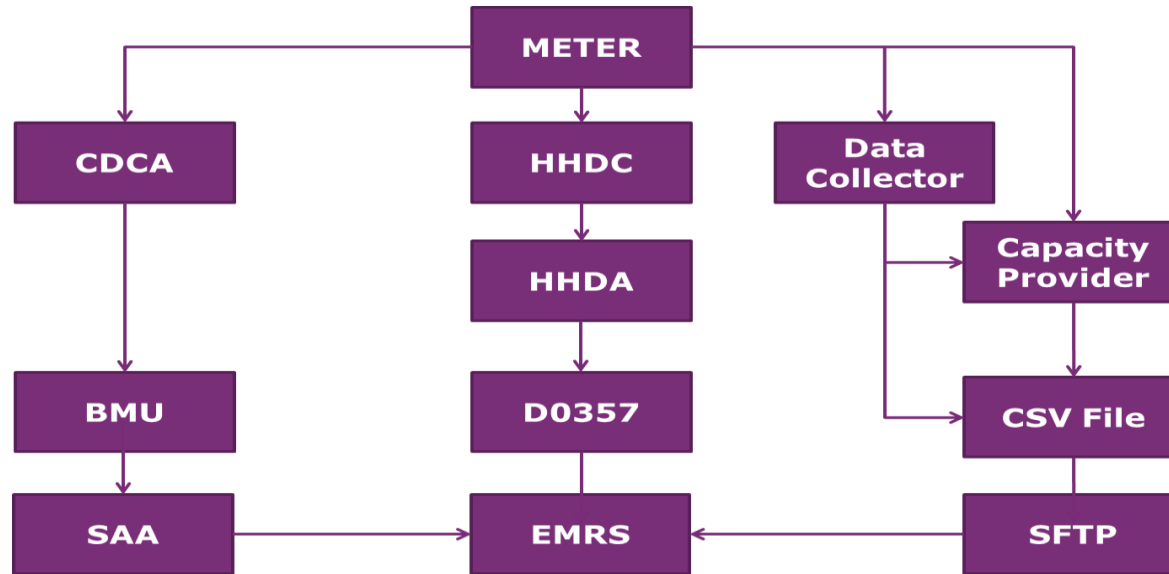 METER
CDCA
HHDC
Data
Collector
HHDA
Capacity
Provider
BMU
D0357
CSV File
SAA
EMRS
SFTP